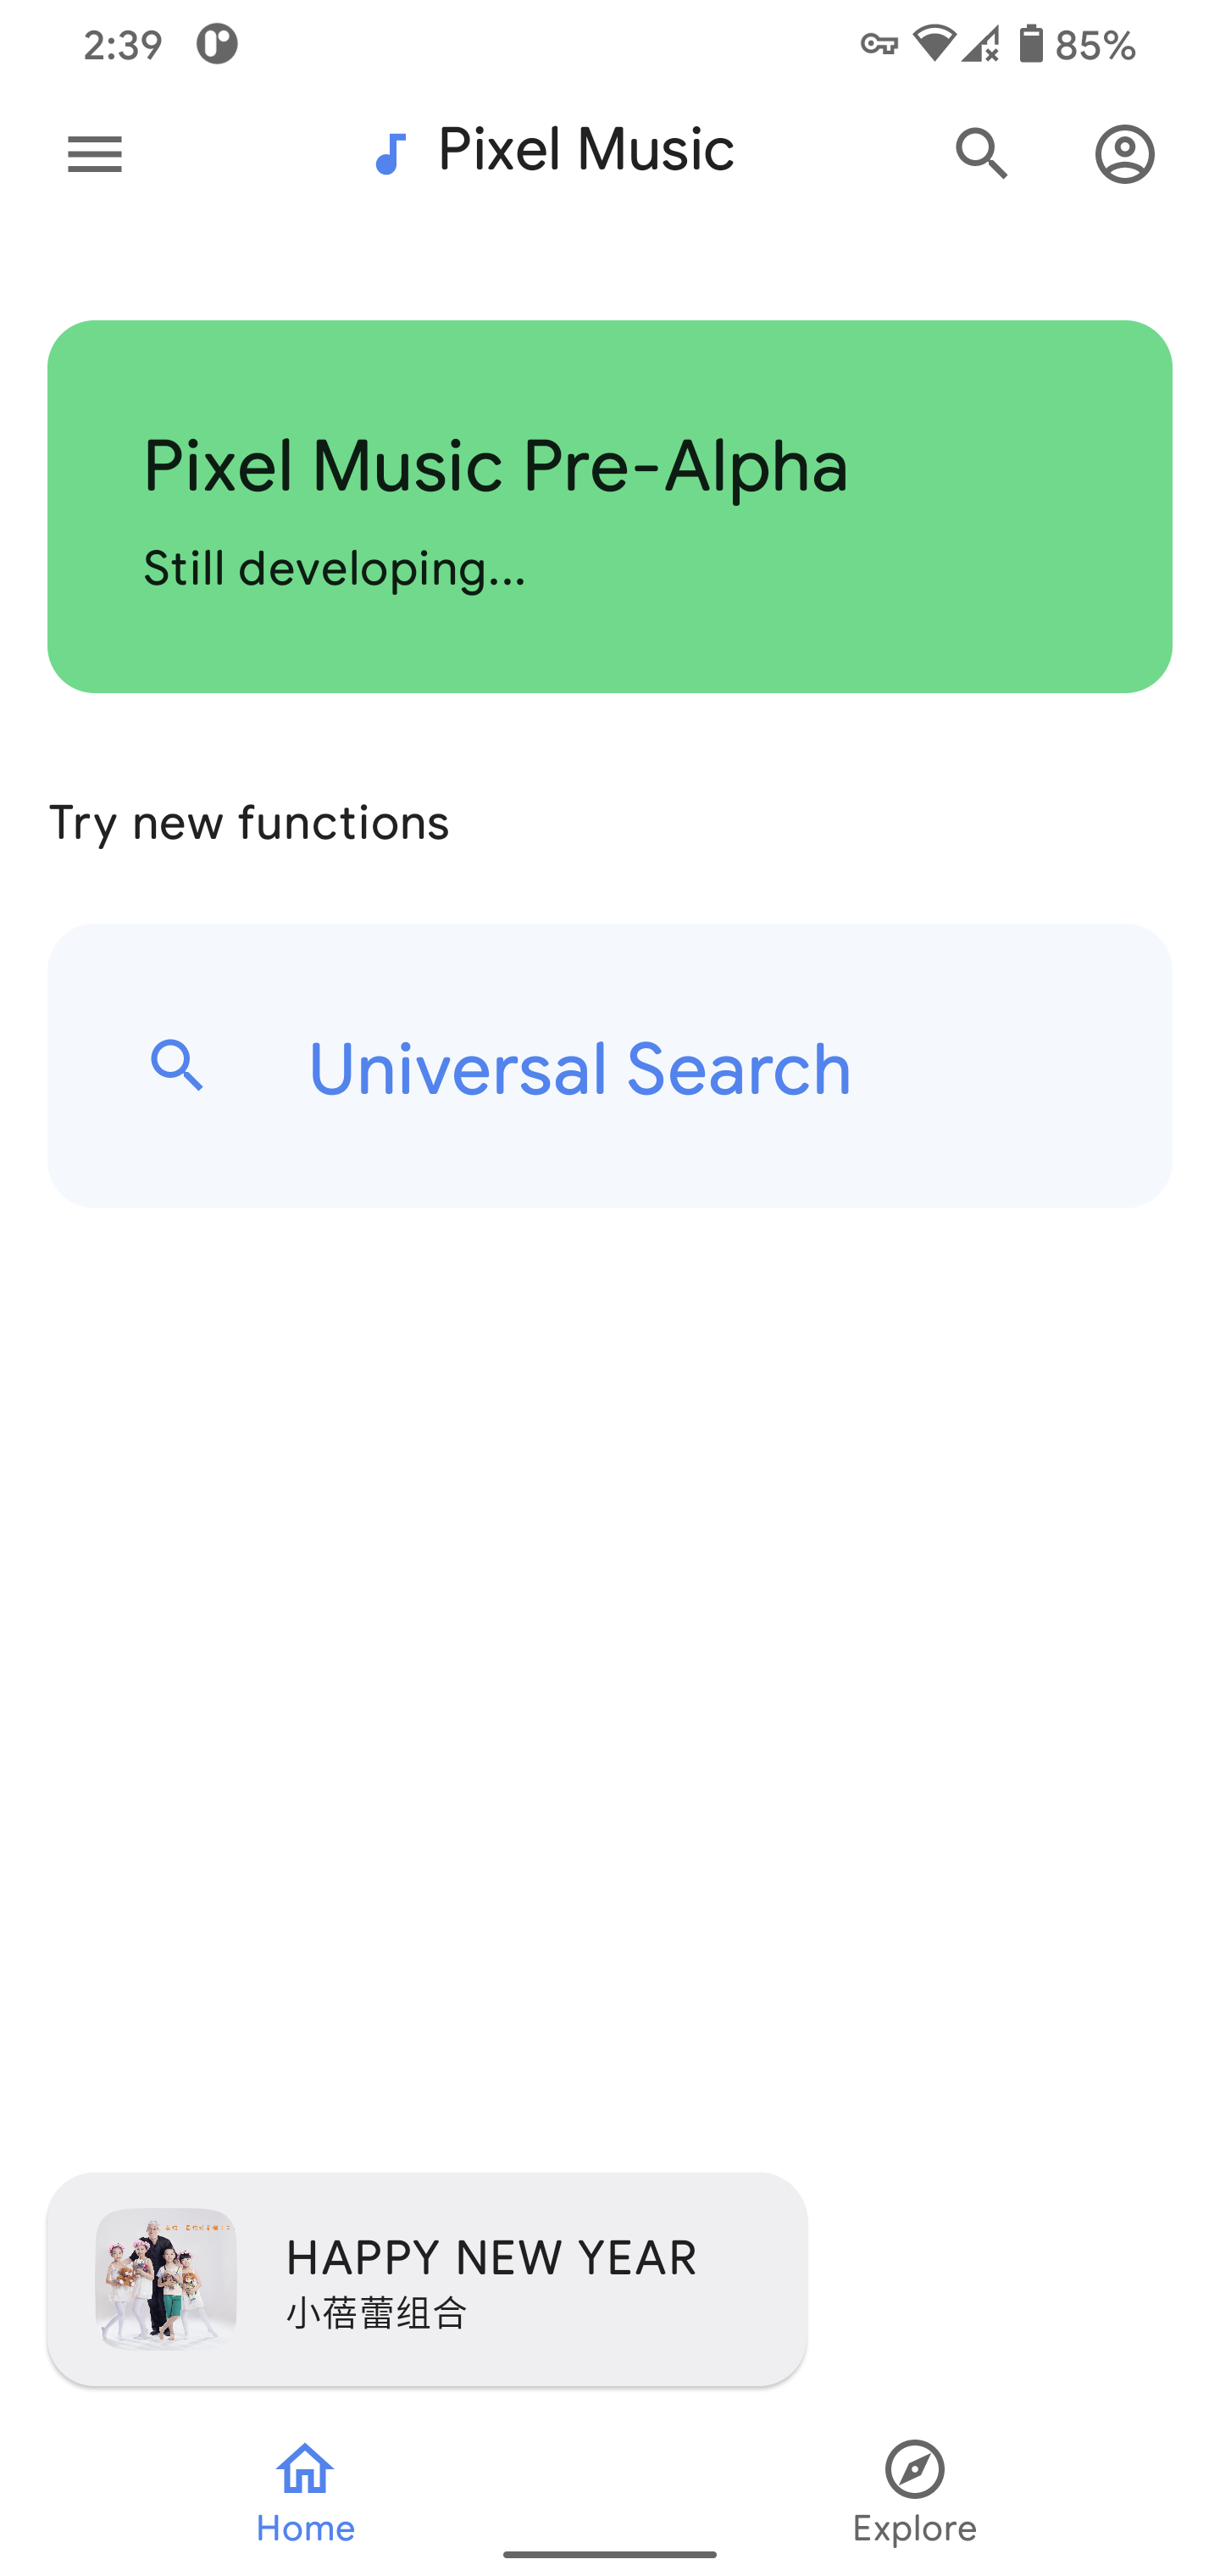 2:39
85%
Pixel Music
Pixel Music Pre-Alpha
Still developing...
Try new functions
Universal Search
HAPPY NEW YEAR
小蓓蕾组合
Home
Explore